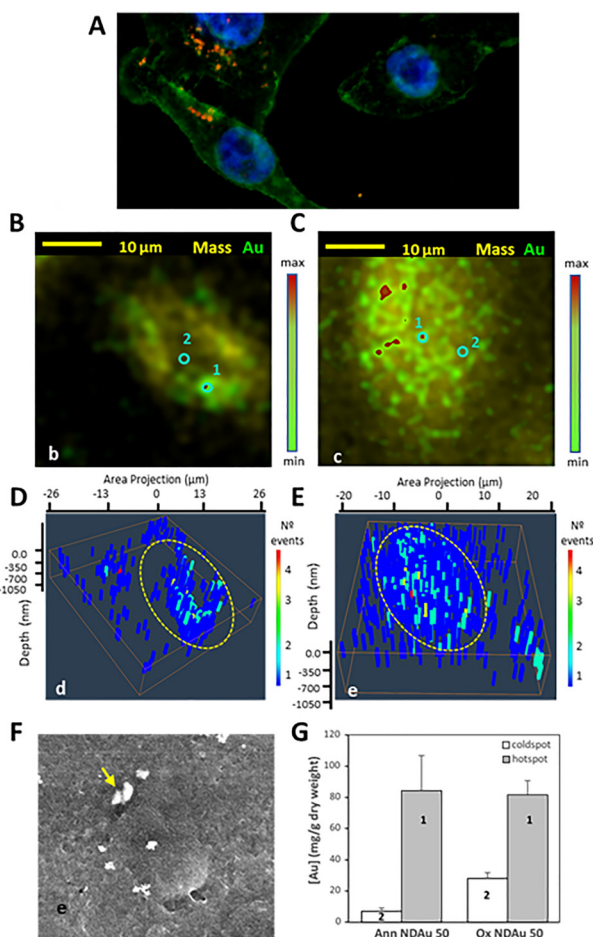 A
B
C
10 μm Mass Au
10 μm Mass Au
max
max
2
1
1
2
b
min
c
min
D
Area Projection (μm)
-26 -13 0 13 26
E
Area Projection (μm)
-20 -10 0 10 20
Nº
events
Nº
events
Depth (nm)
0.0
-350
-700
-1050
4
3
2
1
d
Depth (nm)
0.0
-350
-700
-1050
4
3
2
1
e
F
e
G
[Au] (mg/g dry weight)
120
100
80
60
40
20
0
coldspot
hotspot
1
1
2
2
Ann NDAu 50 Ox NDAu 50